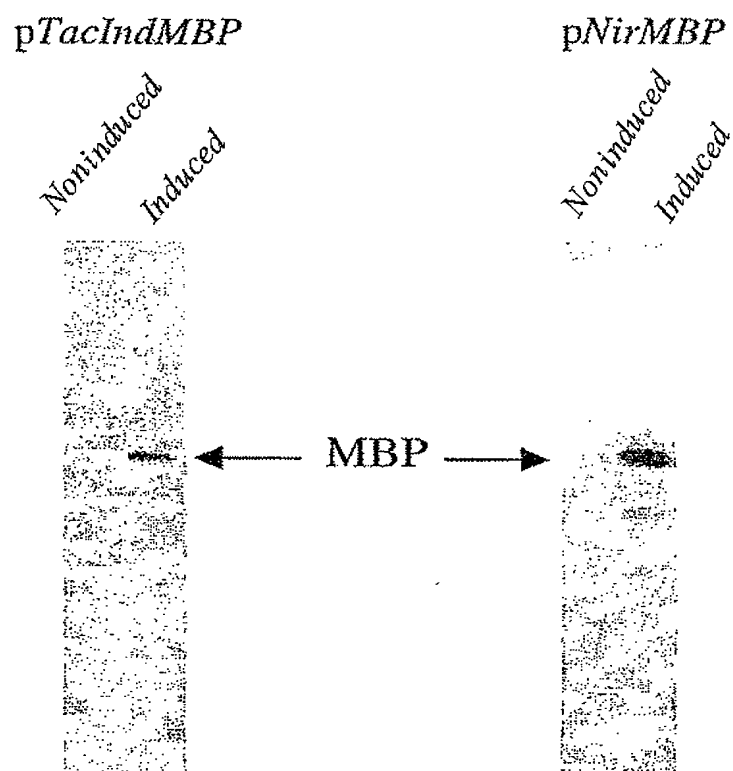 pTacIndMBP
pNirMBP
Noninduced
Induced
Noninduced
Induced
MBP